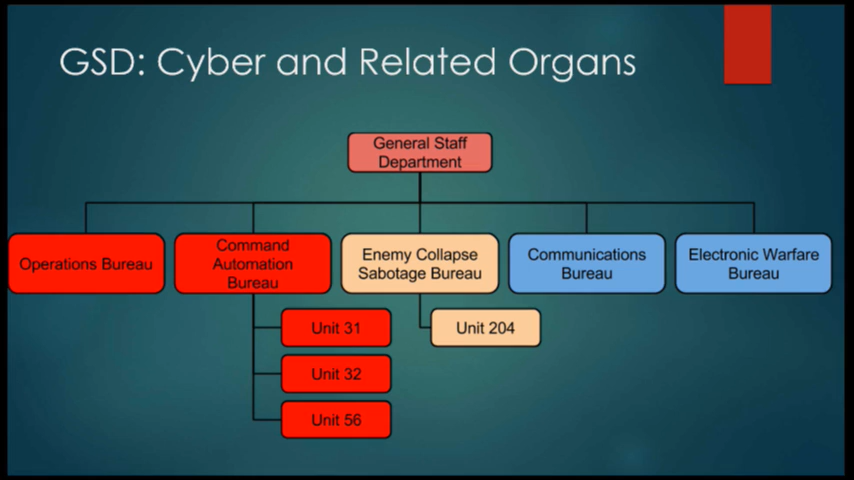 GSD: Cyber and Related Organs
General Staff
Department
Operations Bureau
Command
Automation
Bureau
Enemy Collapse
Sabotage Bureau
Communications
Bureau
Electronic Warfare
Bureau
Unit 31
Unit 204
Unit 32
Unit 56